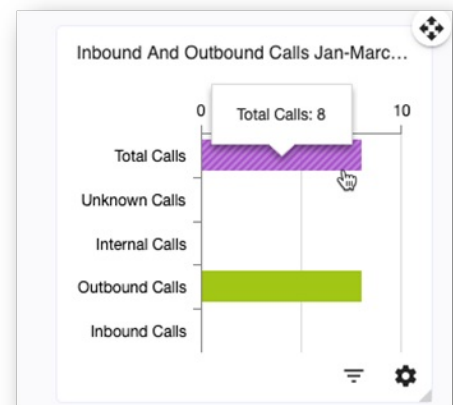 Inbound And Outbound Calls Jan-Marc...
0
10
Total Calls: 8
Total Calls
Unknown Calls
Internal Calls
Outbound Calls
Inbound Calls